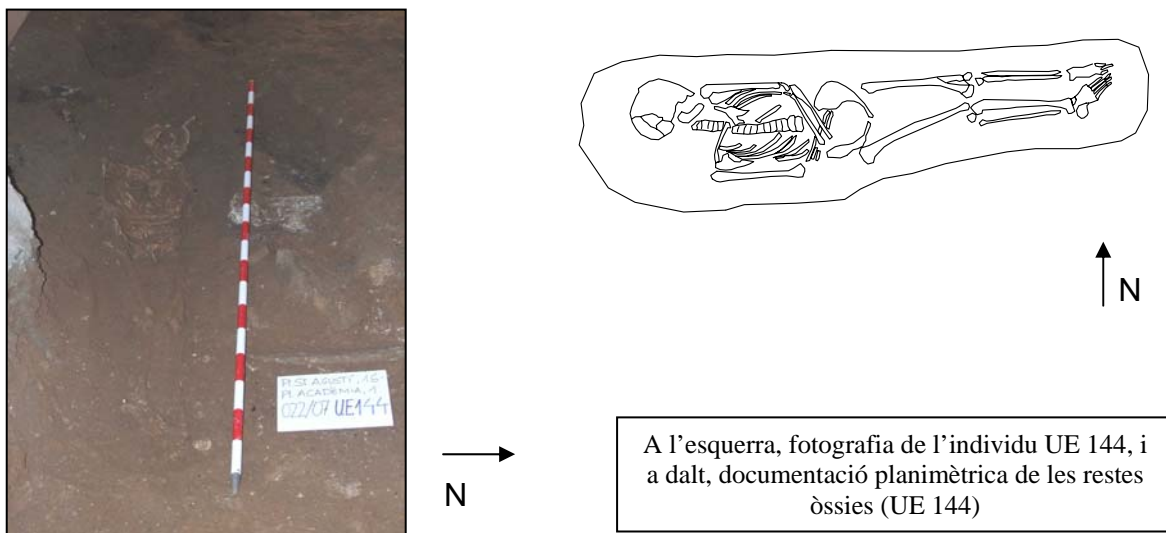 PL.ST AGUSTÍ, 16-
PL. ACADÈMIA, 1
022/07 UE144
N
N
A l’esquerra, fotografia de l’individu UE 144, i
a dalt, documentació planimètrica de les restes
òssies (UE 144)